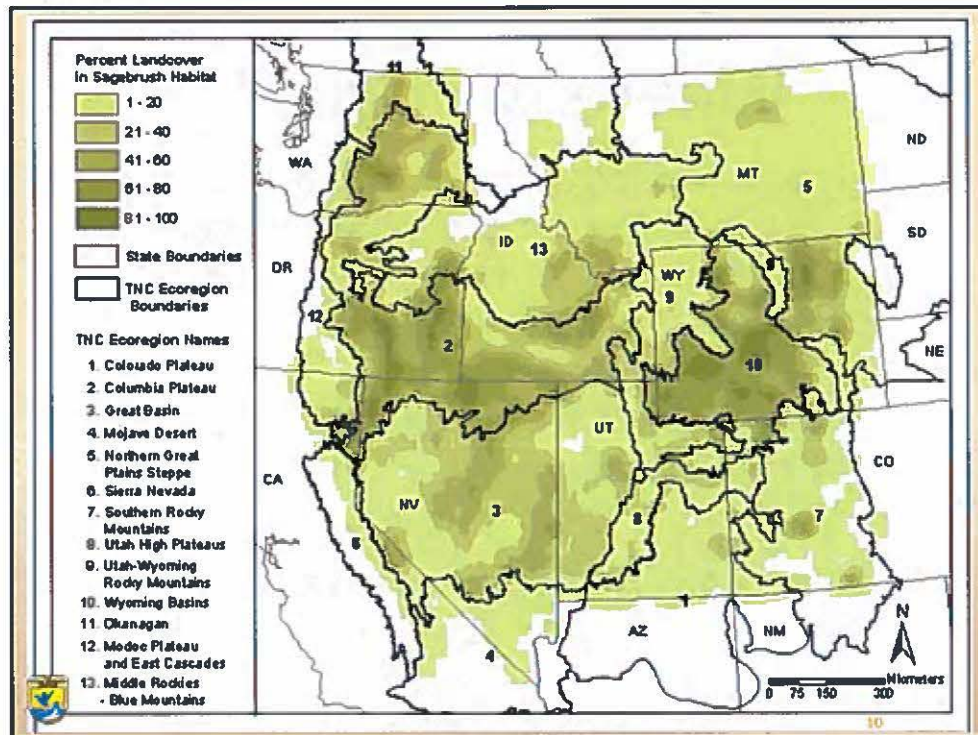 Percent Landcover
in Sagebrush Habitat
1 - 20
21 - 40
41 - 60
61 - 80
81 - 100
State Boundaries
TNC Ecoregion
Boundaries
TNC Ecoregion Names
1. Colorado Plateau
2. Columbia Plateau
3. Great Basin
4. Mojave Desert
5. Northern Great
Plains Steppe
6. Sierra Nevada
7. Southern Rocky
Mountains
8. Utah High Plateaus
9. Utah-Wyoming
Rocky Mountains
10. Wyoming Basins
11. Okanagan
12. Modoc Plateau
and East Cascades
13. Middle Rockies
- Blue Mountains
11
WA
MT
5
ND
ID
13
SD
OR
WY
9
9
12
2
10
NE
UT
CO
CA
NV
3
8
7
6
1
AZ
NM
N
4
0 75 150 300
Kilometers
10